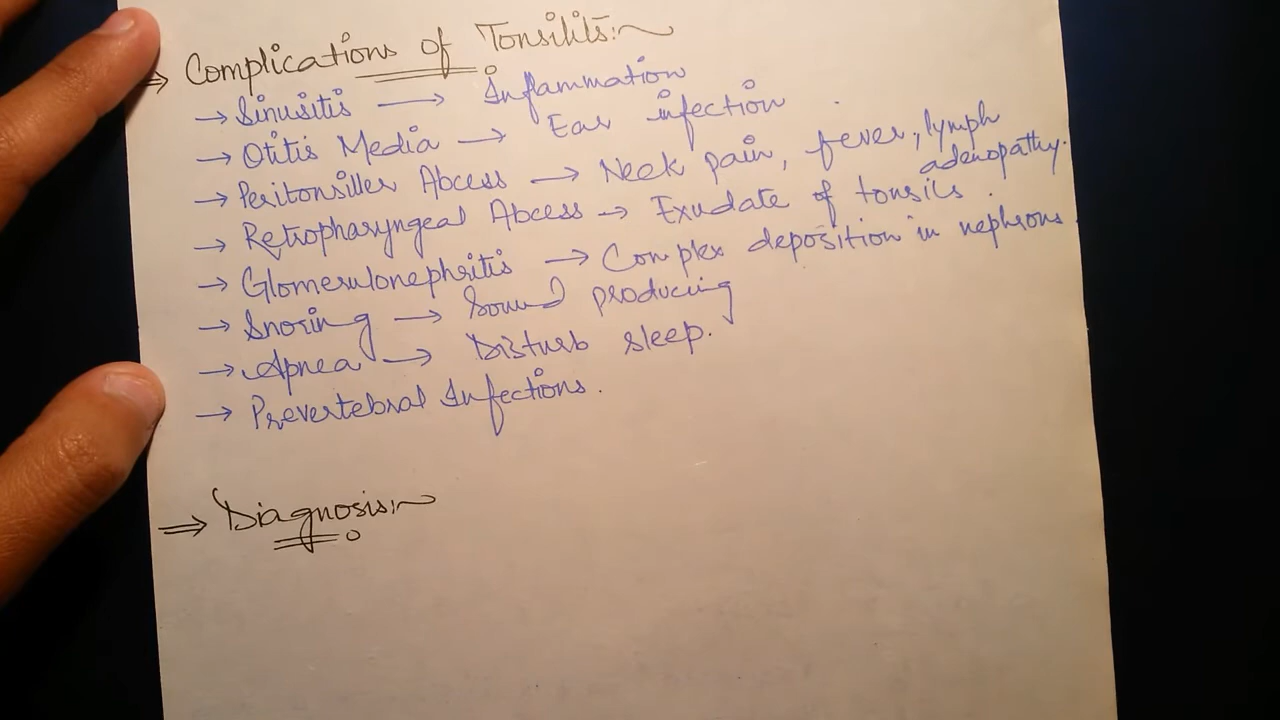 ⇒ Complications of Tonsilits:~
→ Sinusitis → Inflammation
→ Otitis Media → Ear infection
→ Peritonsiller Abcess → Neck pain, fever, lymph adenopathy.
→ Retropharyngeal Abcess → Exudate of tonsils.
→ Glomerulonephritis → Complex deposition in nephrons.
→ Snoring → Sound producing
→ Apnea → Disturb sleep.
→ Prevertebral Infections.
⇒ Diagnosis:~